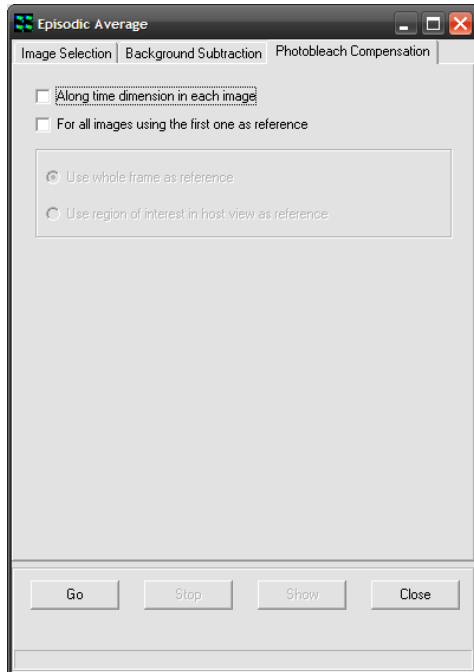 Episodic Average
Image Selection Background Subtraction Photobleach Compensation
Along time dimension in each image
For all images using the first one as reference
Use whole frame as reference
Use region of interest in host view as reference
Go Stop Show Close